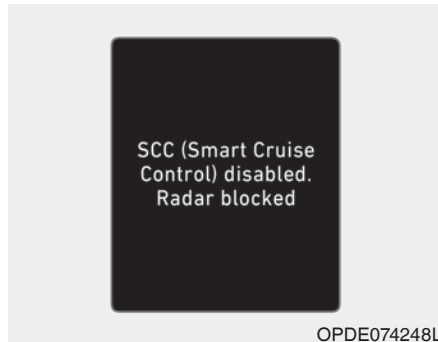 SCC (Smart Cruise
Control) disabled.
Radar blocked
OPDE074248L